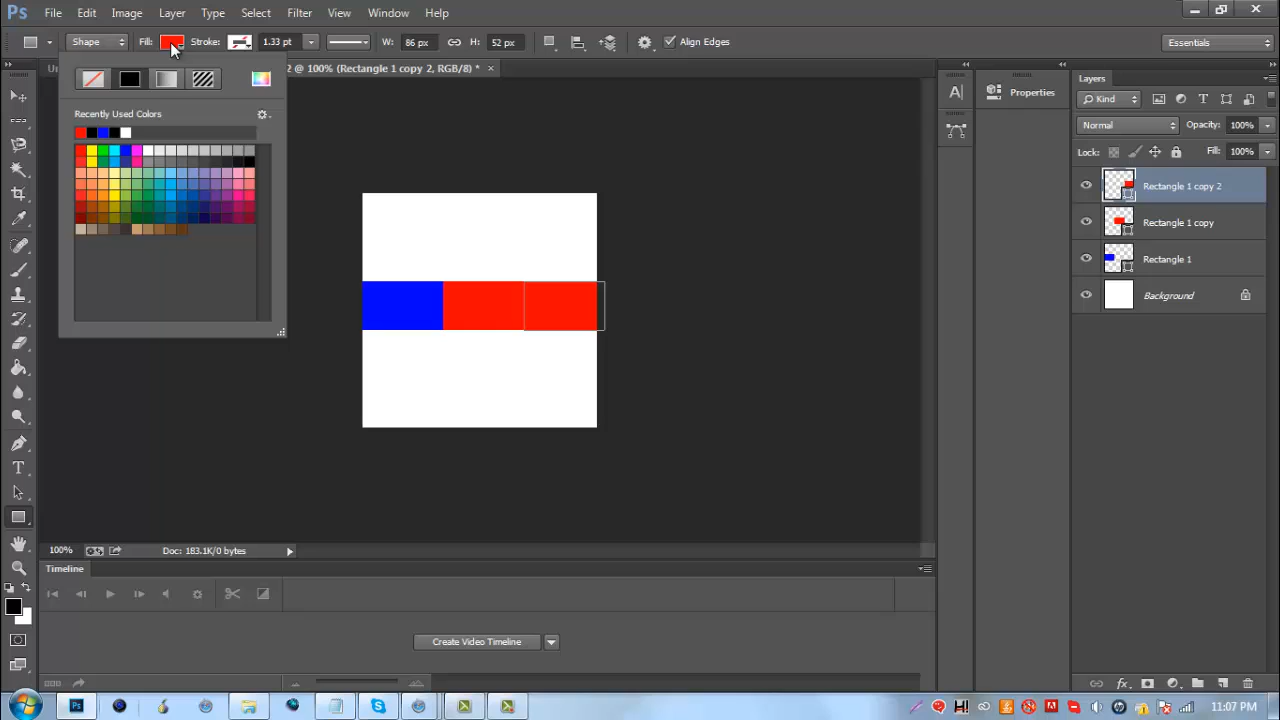 Ps File Edit Image Layer Type Select Filter View Window Help
Shape Fill: Stroke: 1.33 pt W: 86 px H: 52 px Align Edges Essentials
2 @ 100% (Rectangle 1 copy 2, RGB/8) *
Recently Used Colors
Properties
Layers
Kind
Normal Opacity: 100%
Lock: Fill: 100%
Rectangle 1 copy 2
Rectangle 1 copy
Rectangle 1
Background
100% Doc: 183.1K/0 bytes
Timeline
Create Video Timeline
11:07 PM